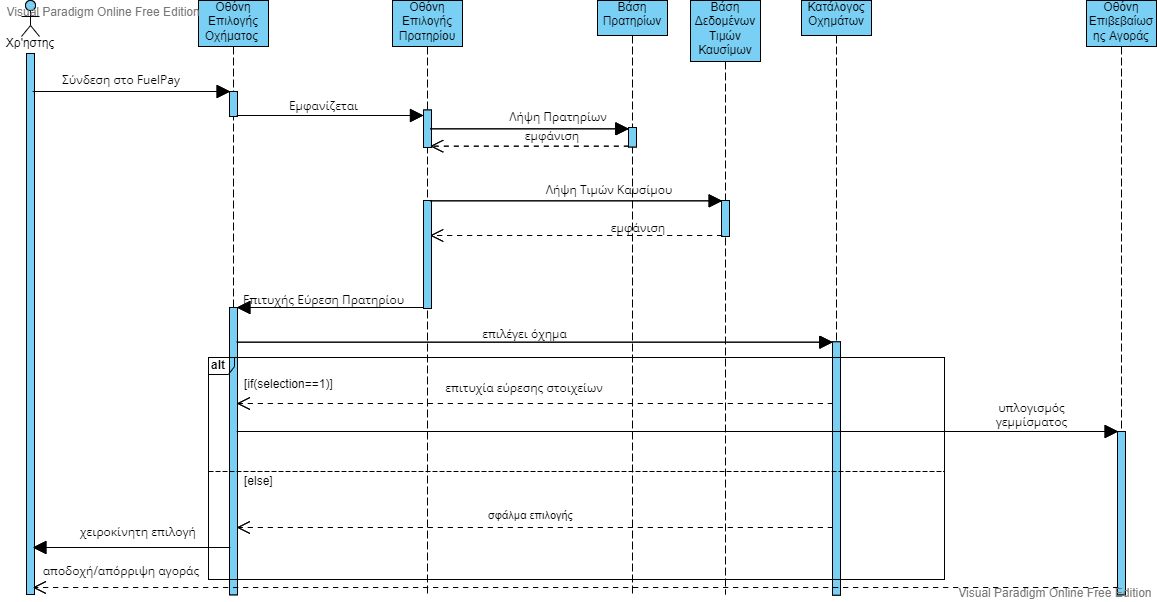 Visual Paradigm Online Free Edition
Χρήστης
Οθόνη
Επιλογής
Οχήματος
Οθόνη
Επιλογής
Πρατηρίου
Βάση
Πρατηρίων
Βάση
Δεδομένων
Τιμών
Καυσίμων
Κατάλογος
Οχημάτων
Οθόνη
Επιβεβαίωσ
ης Αγοράς
Σύνδεση στο FuelPay
Εμφανίζεται
Λήψη Πρατηρίων
εμφάνιση
Λήψη Τιμών Καυσίμου
εμφάνιση
Επιτυχής Εύρεση Πρατηρίου
επιλέγει όχημα
alt
[if(selection==1)]
επιτυχία εύρεσης στοιχείων
υπλογισμός
γεμμίσματος
[else]
σφάλμα επιλογής
χειροκίνητη επιλογή
αποδοχή/απόρριψη αγοράς
Visual Paradigm Online Free Edition